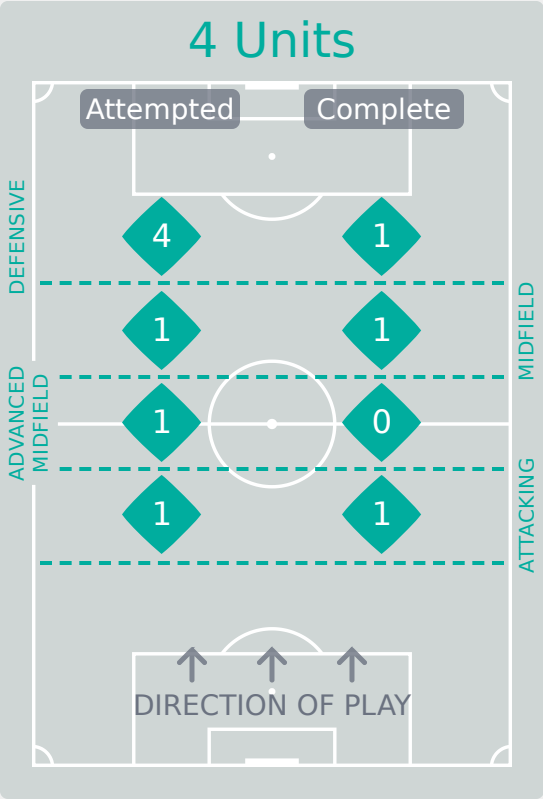 4 Units
Attempted
Complete
DEFENSIVE
4
1
MIDFIELD
1
1
ADVANCED
MIDFIELD
1
0
ATTACKING
1
1
DIRECTION OF PLAY